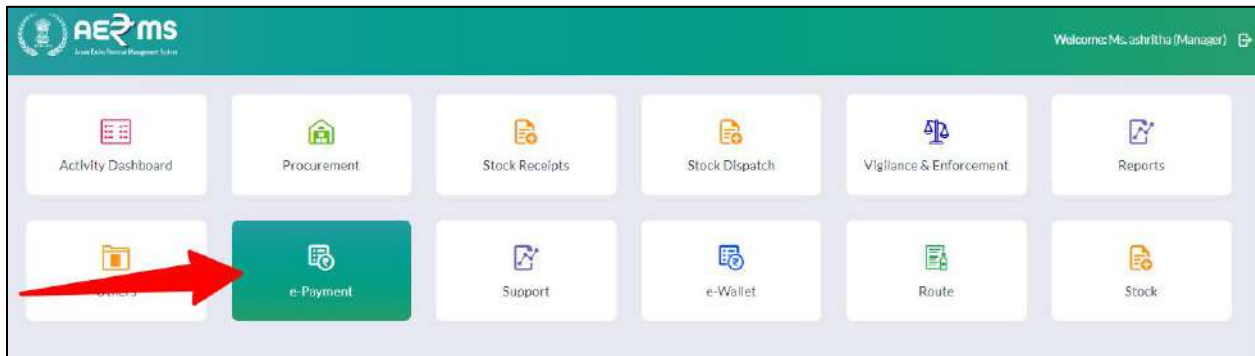 AERMS
Welcome: Ms. ashritha (Manager)
Activity Dashboard
Procurement
Stock Receipts
Stock Dispatch
Vigilance & Enforcement
Reports
Others
e-Payment
Support
e-Wallet
Route
Stock